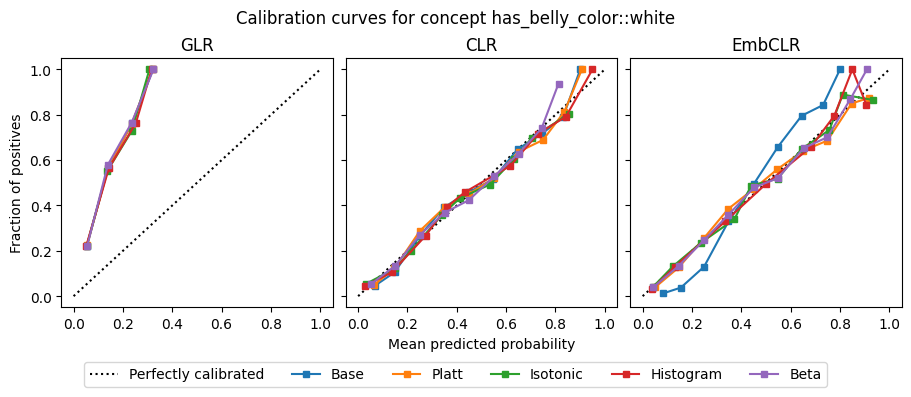 Calibration curves for concept has_belly_color::white
GLR
CLR
EmbCLR
Fraction of positives
1.0
0.8
0.6
0.4
0.2
0.0
0.0 0.2 0.4 0.6 0.8 1.0
0.0 0.2 0.4 0.6 0.8 1.0
0.0 0.2 0.4 0.6 0.8 1.0
Mean predicted probability
Perfectly calibrated Base Platt Isotonic Histogram Beta